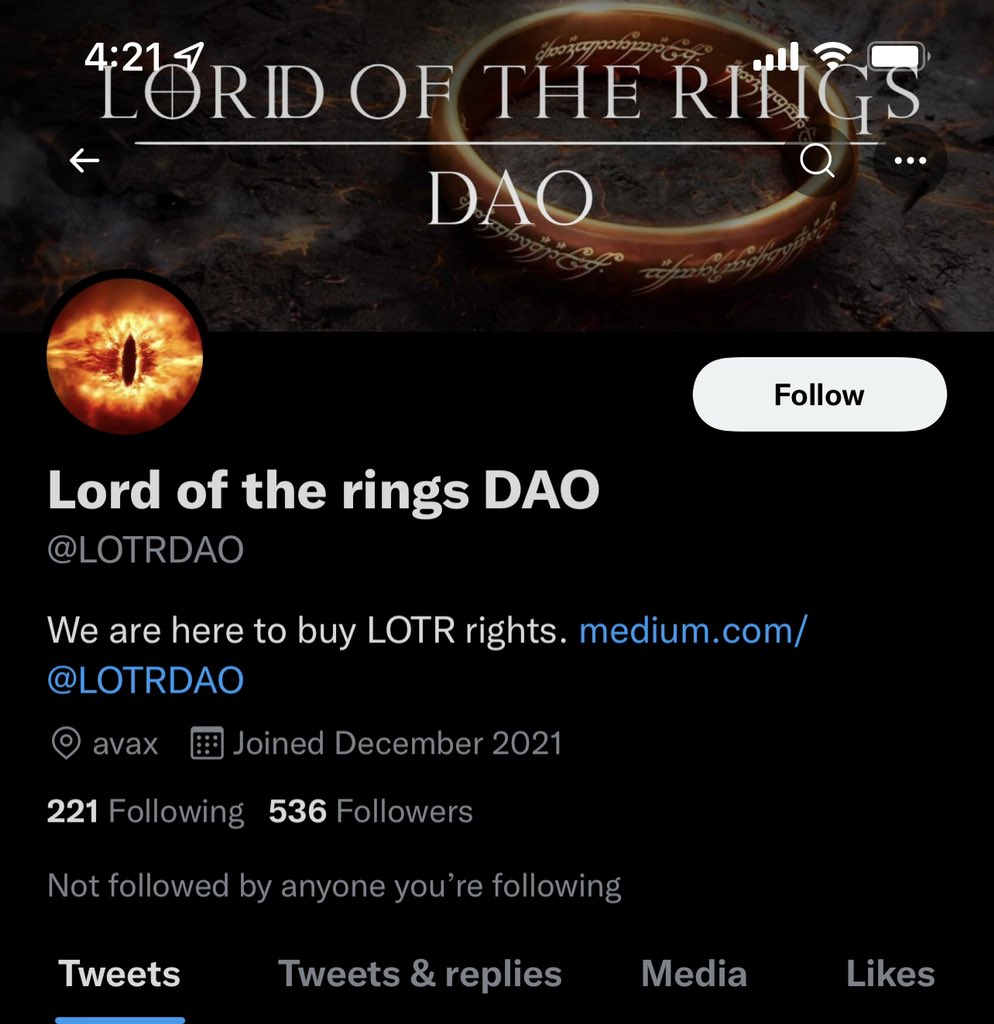 4:21
LORD OF THE RINGS
DAO
Follow
Lord of the rings DAO
@LOTRDAO
We are here to buy LOTR rights. medium.com/
@LOTRDAO
avax Joined December 2021
221 Following 536 Followers
Not followed by anyone you’re following
Tweets Tweets & replies Media Likes